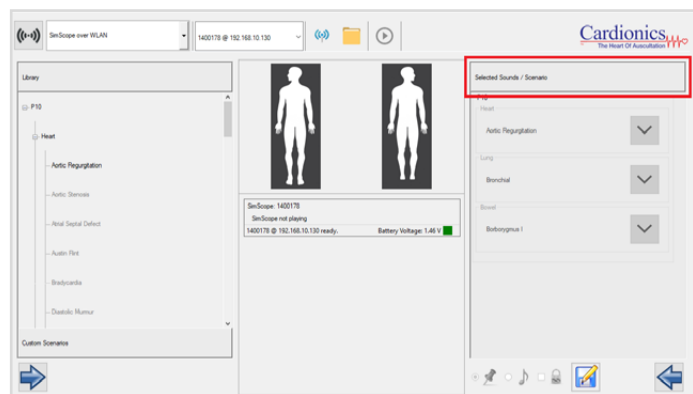 SimScope over WLAN
1400178 @ 192.168.10.130
Cardionics
The Heart Of Auscultation
Library
P10
Heart
Aortic Regurgitation
Aortic Stenosis
Atrial Septal Defect
Austin Flint
Bradycardia
Diastolic Murmur
Custom Scenarios
SimScope: 1400178
SimScope not playing
1400178 @ 192.168.10.130 ready. Battery Voltage: 1.46 V
Selected Sounds / Scenario
P10
Heart
Aortic Regurgitation
Lung
Bronchial
Bowel
Borborygmus I